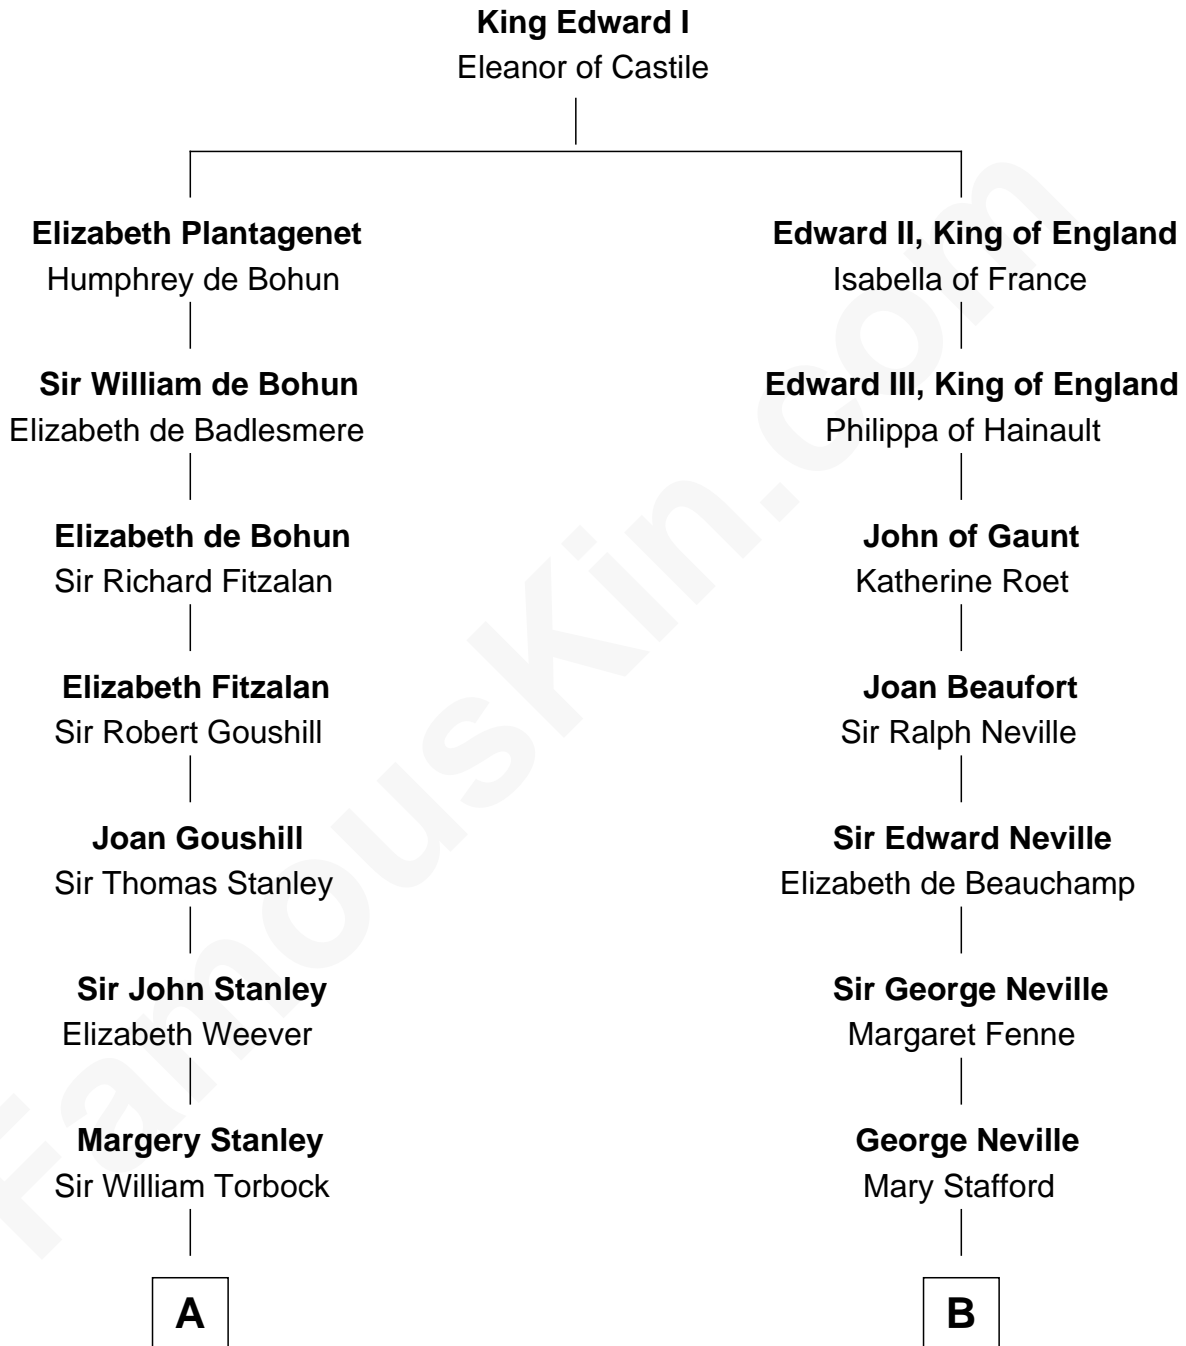 King Edward I
Eleanor of Castile
Elizabeth Plantagenet
Humphrey de Bohun
Edward II, King of England
Isabella of France
Sir William de Bohun
Elizabeth de Badlesmere
Edward III, King of England
Philippa of Hainault
Elizabeth de Bohun
Sir Richard Fitzalan
John of Gaunt
Katherine Roet
Elizabeth Fitzalan
Sir Robert Goushill
Joan Beaufort
Sir Ralph Neville
Joan Goushill
Sir Thomas Stanley
Sir Edward Neville
Elizabeth de Beauchamp
Sir John Stanley
Elizabeth Weever
Sir George Neville
Margaret Fenne
Margery Stanley
Sir William Torbock
George Neville
Mary Stafford
A
B
FamousKin.com